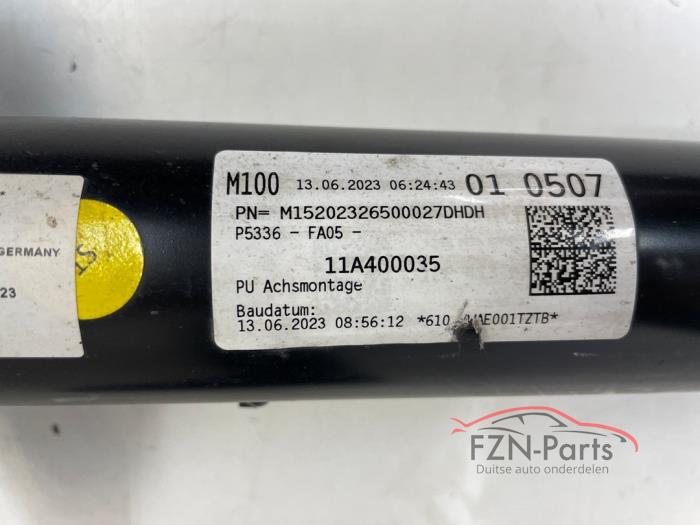 GERMANY
23
M100 13.06.2023 06:24:43 01 0507
PN= M15202326500027DHDH
P5336 - FA05 -
11A400035
PU Achsmontage
Baudatum:
13.06.2023 08:56:12
FZN-Parts
Duitse auto onderdelen